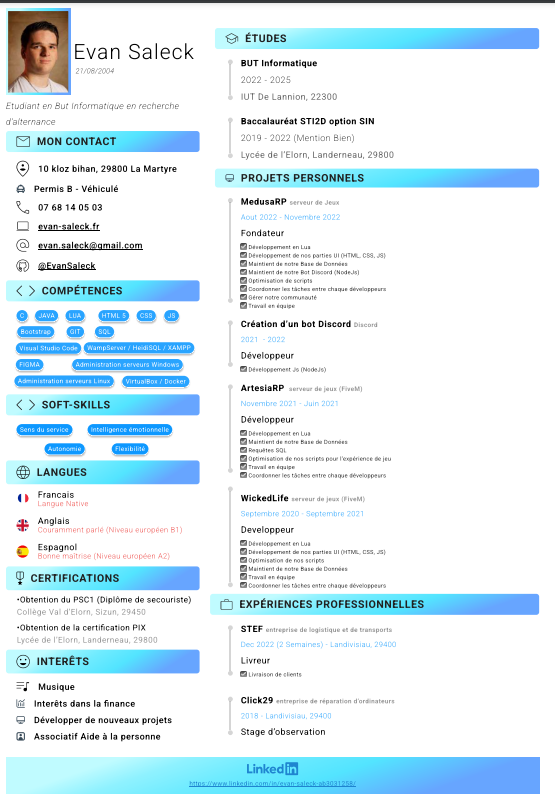 Evan Saleck
21/08/2004
Etudiant en But Informatique en recherche
d'alternance
MON CONTACT
10 kloz bihan, 29800 La Martyre
Permis B - Véhiculé
07 68 14 05 03
evan-saleck.fr
evan.saleck@gmail.com
@EvanSaleck
COMPÉTENCES
C JAVA LUA HTML 5 CSS JS
Bootstrap GIT SQL
Visual Studio Code WampServer / HeidiSQL / XAMPP
FIGMA Administration serveurs Windows
Administration serveurs Linux VirtualBox / Docker
SOFT-SKILLS
Sens du service Intelligence émotionnelle
Autonomie Flexibilité
LANGUES
Francais
Langue Native
Anglais
Couramment parlé (Niveau européen B1)
Espagnol
Bonne maîtrise (Niveau européen A2)
CERTIFICATIONS
•Obtention du PSC1 (Diplôme de secouriste)
Collège Val d'Elorn, Sizun, 29450
•Obtention de la certification PIX
Lycée de l'Elorn, Landerneau, 29800
INTERÊTS
Musique
Interêts dans la finance
Développer de nouveaux projets
Associatif Aide à la personne
ÉTUDES
BUT Informatique
2022 - 2025
IUT De Lannion, 22300
Baccalauréat STI2D option SIN
2019 - 2022 (Mention Bien)
Lycée de l'Elorn, Landerneau, 29800
PROJETS PERSONNELS
MedusaRP serveur de Jeux
Aout 2022 - Novembre 2022
Fondateur
Développement en Lua
Développement de nos parties UI (HTML, CSS, JS)
Maintient de notre Base de Données
Maintient de notre Bot Discord (NodeJs)
Optimisation de scripts
Coordonner les tâches entre chaque développeurs
Gérer notre communauté
Travail en équipe
Création d'un bot Discord Discord
2021 - 2022
Développeur
Développement Js (NodeJs)
ArtesiaRP serveur de jeux (FiveM)
Novembre 2021 - Juin 2021
Développeur
Développement en Lua
Maintient de notre Base de Données
Requêtes SQL
Optimisation de nos scripts pour l'expérience de jeu
Travail en équipe
Coordonner les tâches entre chaque développeurs
WickedLife serveur de jeux (FiveM)
Septembre 2020 - Septembre 2021
Developpeur
Développement en Lua
Développement de nos parties UI (HTML, CSS, JS)
Optimisation de nos scripts
Maintient de notre Base de Données
Travail en équipe
Coordonner les tâches entre chaque développeurs
EXPÉRIENCES PROFESSIONNELLES
STEF entreprise de logistique et de transports
Dec 2022 (2 Semaines) - Landivisiau, 29400
Livreur
Livraison de clients
Click29 entreprise de réparation d'ordinateurs
2018 - Landivisiau, 29400
Stage d'observation
Linkedin
https://www.linkedin.com/in/evan-saleck-ab3031258/